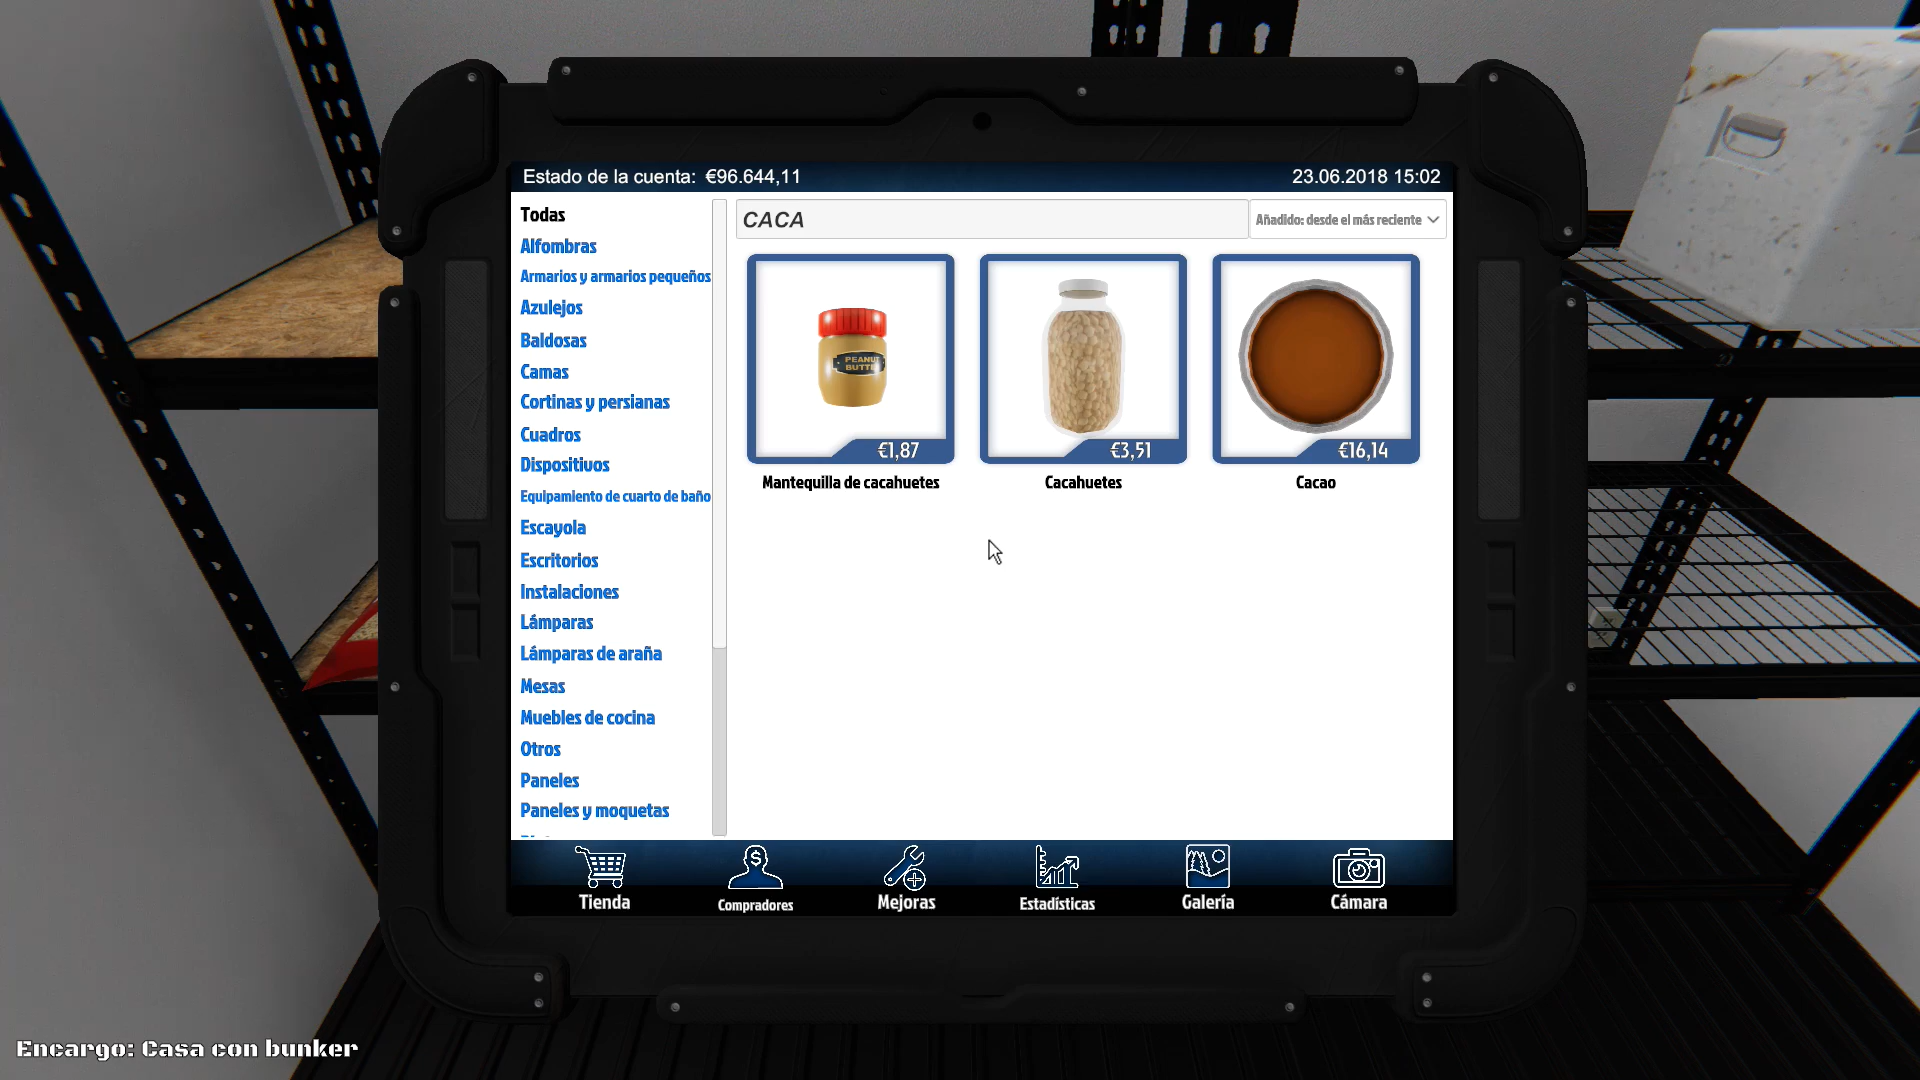 Estado de la cuenta: €96.644,11
23.06.2018 15:02
Todas
Alfombras
Armarios y armarios pequeños
Azulejos
Baldosas
Camas
Cortinas y persianas
Cuadros
Dispositivos
Equipamiento de cuarto de baño
Escayola
Escritorios
Instalaciones
Lámparas
Lámparas de araña
Mesas
Muebles de cocina
Otros
Paneles
Paneles y moquetas
CACA
Añadido: desde el más reciente
PEANUT
BUTTE
€1,87
Mantequilla de cacahuetes
€3,51
Cacahuetes
€16,14
Cacao
Tienda
Compradores
Mejoras
Estadísticas
Galería
Cámara
Encargo: Casa con bunker